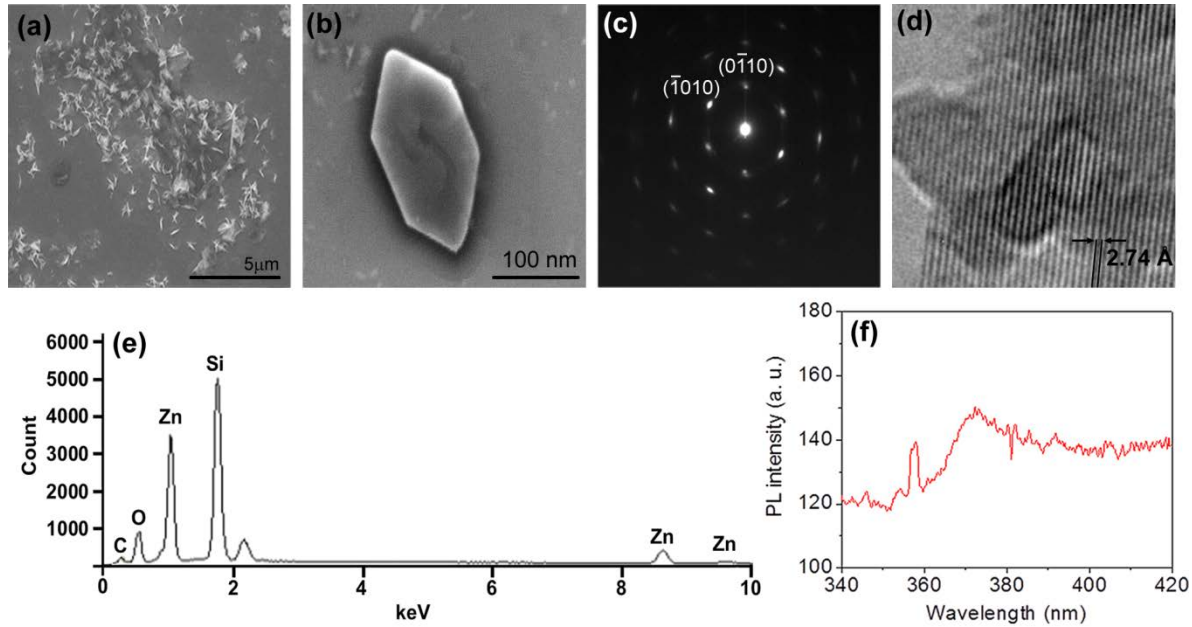 (a)
5μm
(b)
100 nm
(c)
(1̅010)
(01̅10)
(d)
2.74 Å
(e)
6000
5000
4000
3000
2000
1000
Count
C
O
Zn
Si
Zn
Zn
0
2
4
6
8
10
keV
(f)
180
160
140
120
100
PL intensity (a. u.)
340
360
380
400
420
Wavelength (nm)